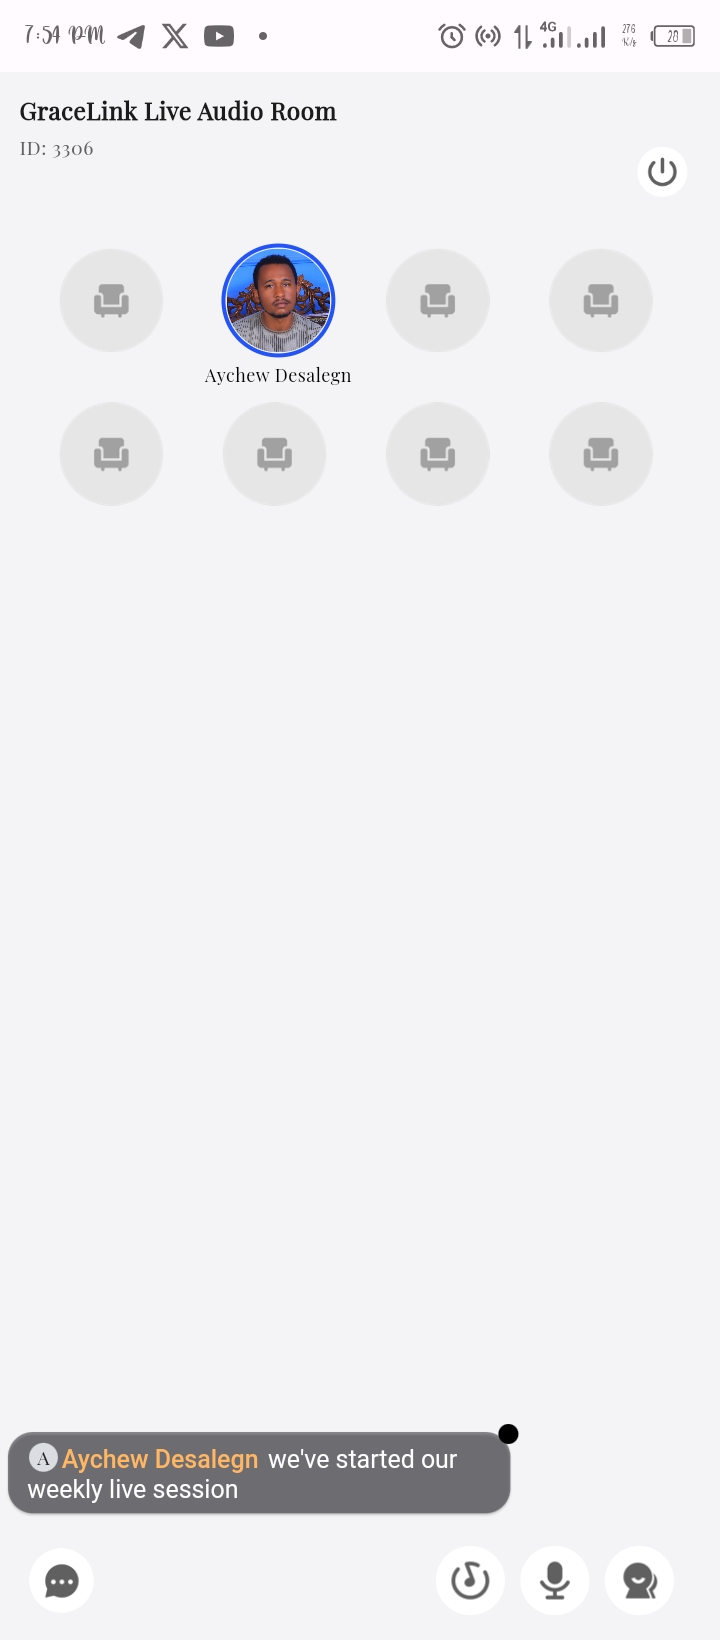 7:54 PM 4G 276 K/s 28
GraceLink Live Audio Room
ID: 3306
Aychew Desalegn
A Aychew Desalegn we've started our
weekly live session